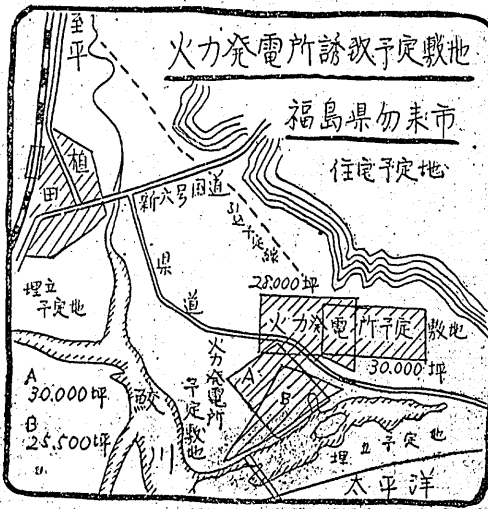 火力発電所誘致予定敷地
福島県勿来市
住宅予定地
至平
植田
新六号国道
引込予定線
県道
埋立
予定地
28.000坪
火力発電所予定敷地
30.000坪
A
30.000坪
B
25.500坪
鮫川
火力発電所
予定敷地
A
B
埋立予定地
太平洋